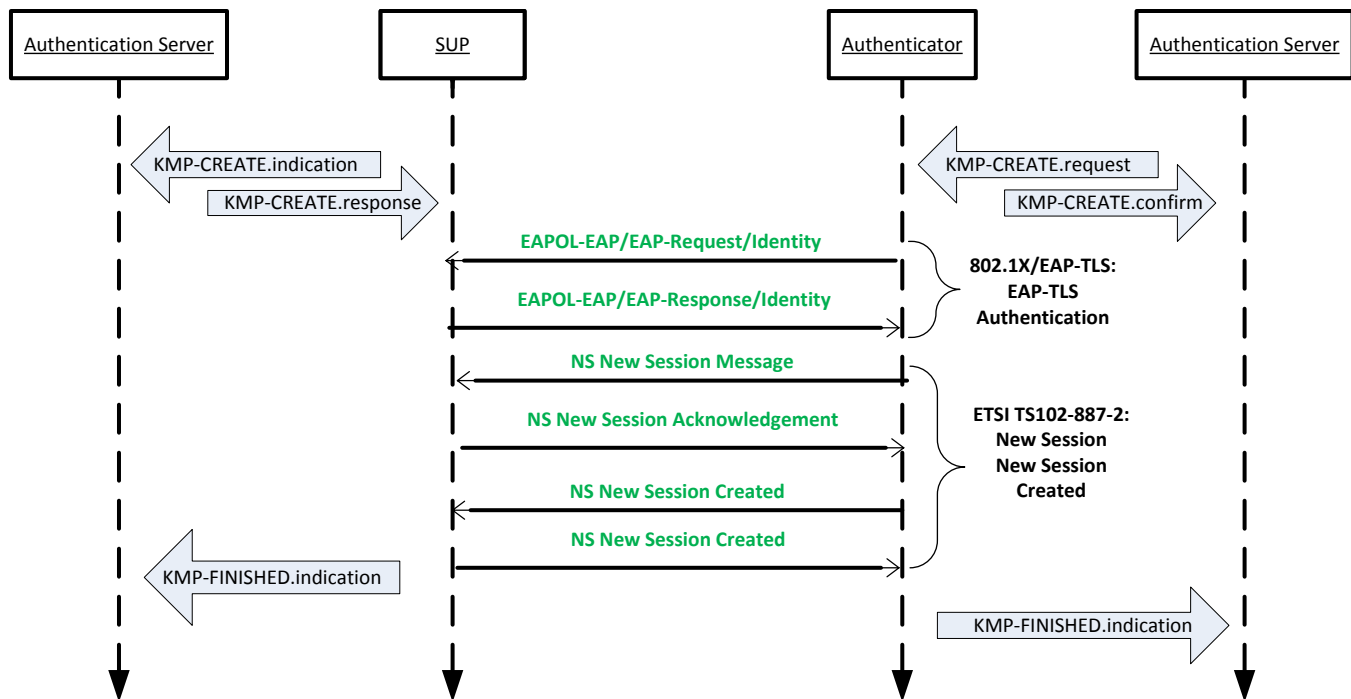 Authentication Server
SUP
Authenticator
Authentication Server
KMP-CREATE.indication
KMP-CREATE.request
KMP-CREATE.response
KMP-CREATE.confirm
EAPOL-EAP/EAP-Request/Identity
802.1X/EAP-TLS:
EAP-TLS
Authentication
EAPOL-EAP/EAP-Response/Identity
NS New Session Message
NS New Session Acknowledgement
ETSI TS102-887-2:
New Session
New Session
Created
NS New Session Created
NS New Session Created
KMP-FINISHED.indication
KMP-FINISHED.indication